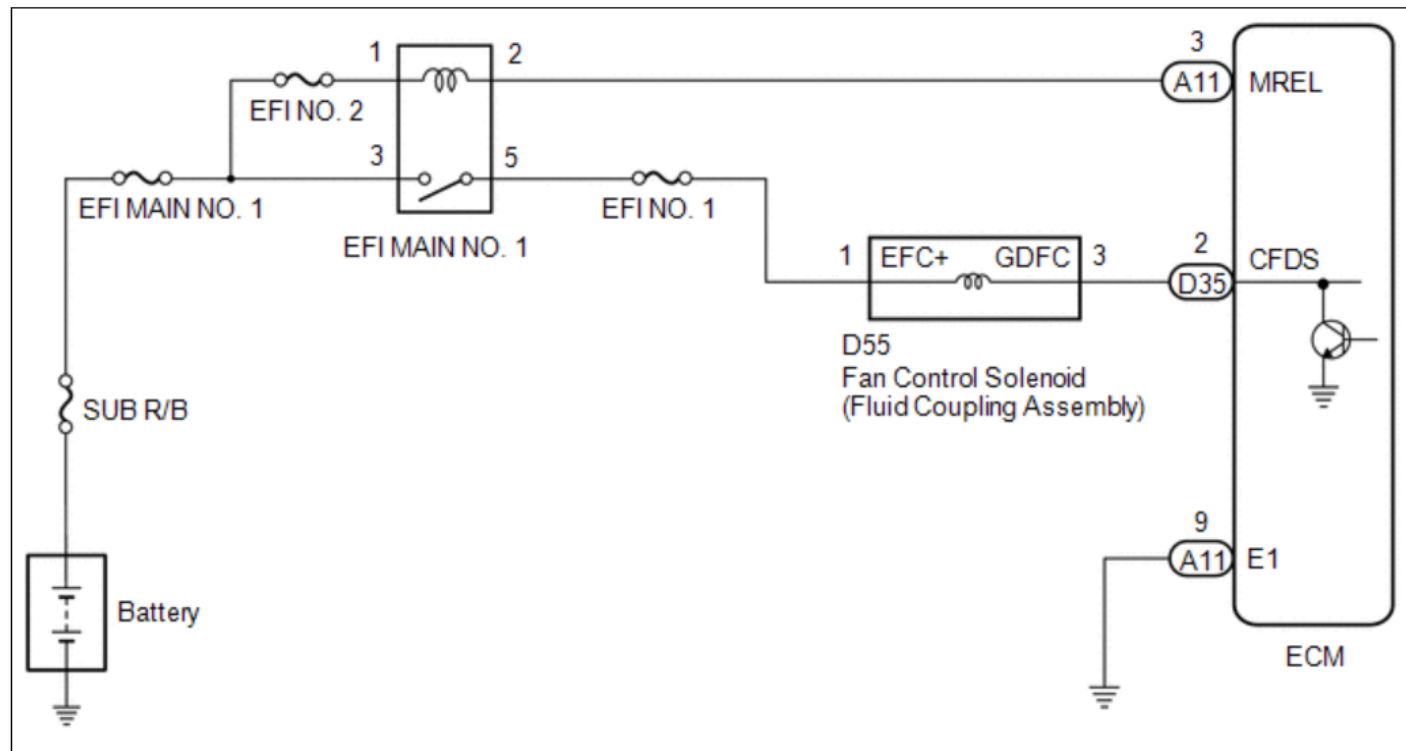 1
2
3
A11
MREL
EFI NO. 2
3
5
EFI MAIN NO. 1
EFI NO. 1
EFI MAIN NO. 1
1
EFC+
GDFC
3
2
D35
CFDS
D55
Fan Control Solenoid
(Fluid Coupling Assembly)
SUB R/B
9
A11
E1
Battery
ECM